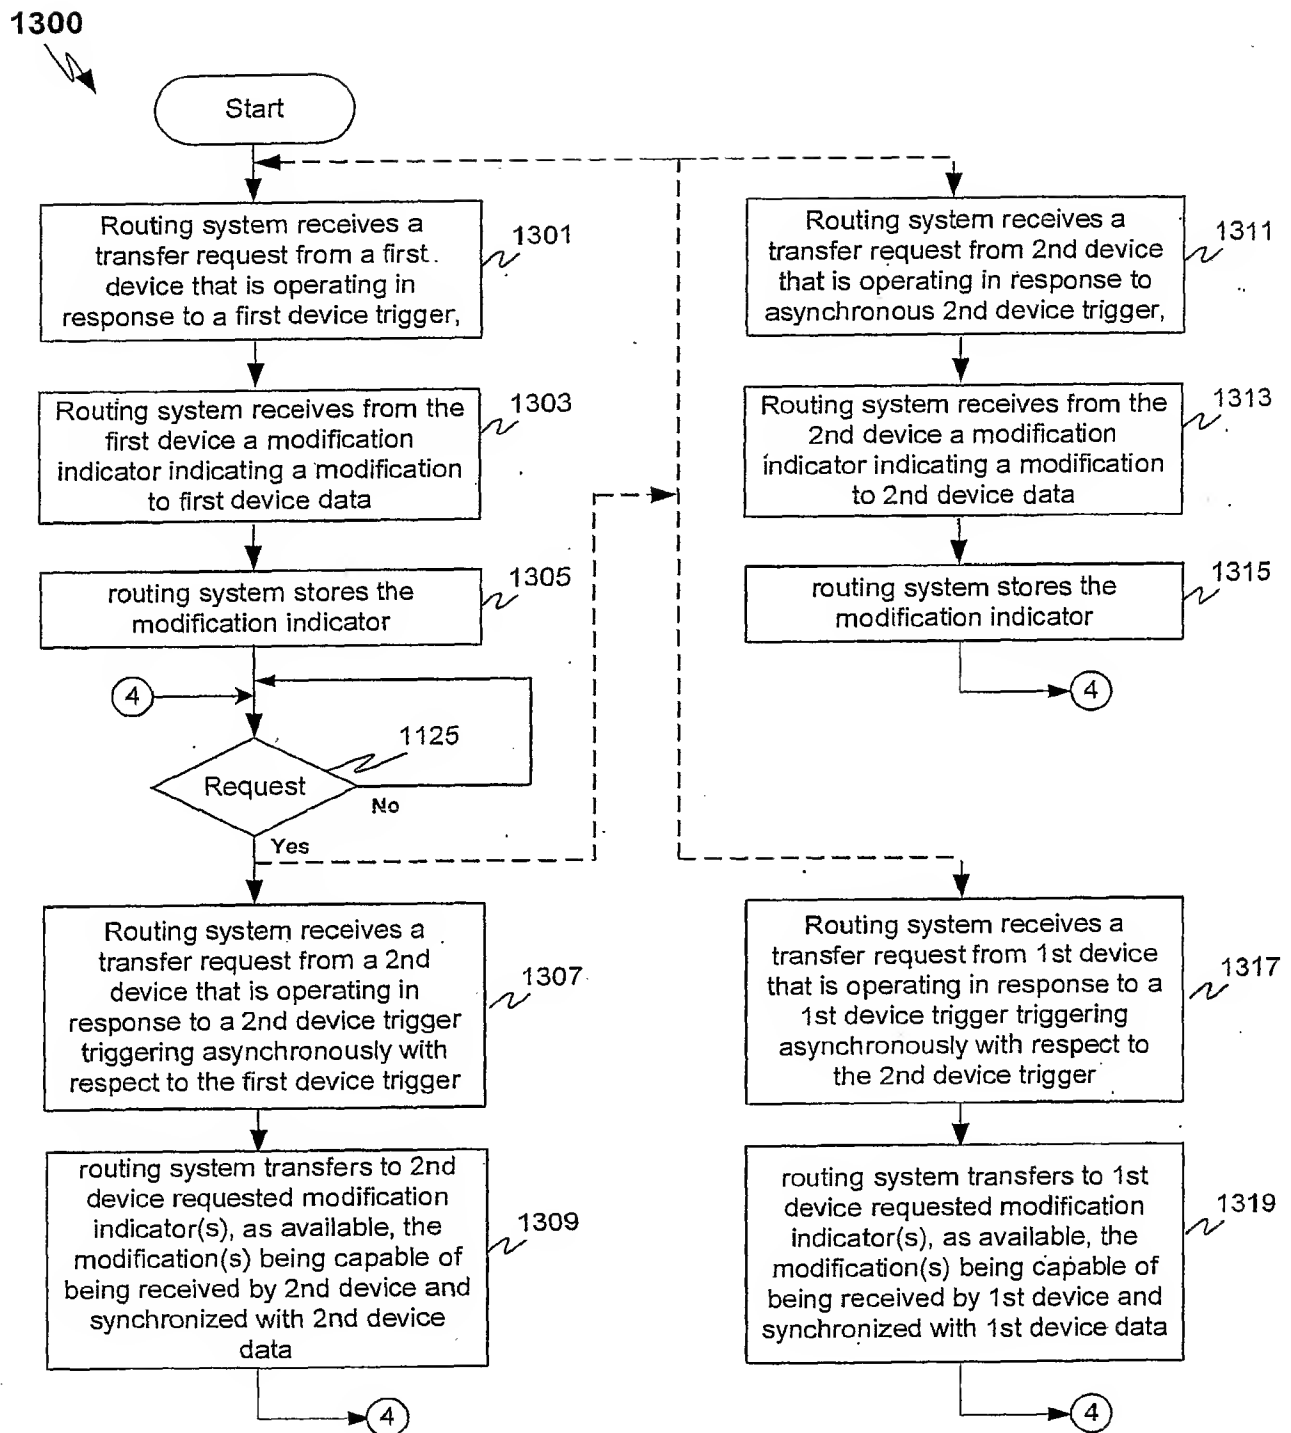 1300
Start
Routing system receives a
transfer request from a first
device that is operating in
response to a first device trigger,
1301
Routing system receives from the
first device a modification
indicator indicating a modification
to first device data
1303
routing system stores the
modification indicator
1305
4
Request
1125
No
Yes
Routing system receives a
transfer request from a 2nd
device that is operating in
response to a 2nd device trigger
triggering asynchronously with
respect to the first device trigger
1307
routing system transfers to 2nd
device requested modification
indicator(s), as available, the
modification(s) being capable of
being received by 2nd device and
synchronized with 2nd device
data
1309
4
Routing system receives a
transfer request from 2nd device
that is operating in response to
asynchronous 2nd device trigger,
1311
Routing system receives from the
2nd device a modification
indicator indicating a modification
to 2nd device data
1313
routing system stores the
modification indicator
1315
4
Routing system receives a
transfer request from 1st device
that is operating in response to a
1st device trigger triggering
asynchronously with respect to
the 2nd device trigger
1317
routing system transfers to 1st
device requested modification
indicator(s), as available, the
modification(s) being capable of
being received by 1st device and
synchronized with 1st device data
1319
4